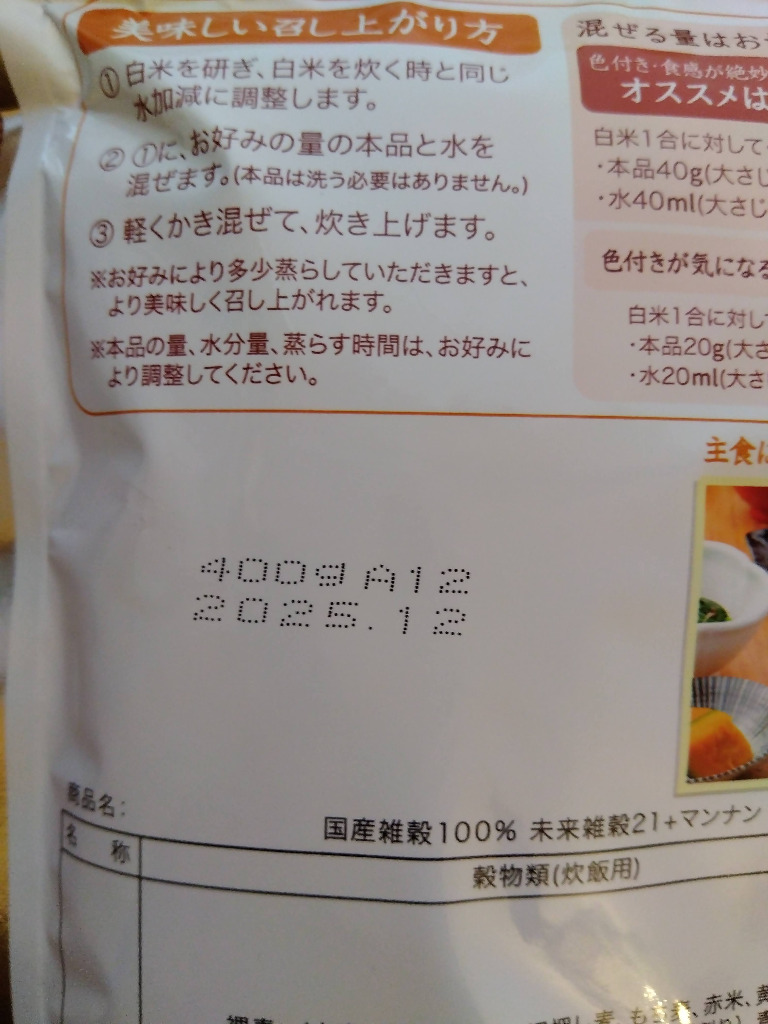 美味しい召し上がり方
①白米を研ぎ、白米を炊く時と同じ
水加減に調整します。
②①に、お好みの量の本品と水を
混ぜます。(本品は洗う必要はありません。)
③軽くかき混ぜて、炊き上げます。
※お好みにより多少蒸らしていただきますと、
より美味しく召し上がれます。
※本品の量、水分量、蒸らす時間は、お好みに
より調整してください。
混ぜる量はお
色付き・食感が絶妙
オススメは
白米1合に対して
・本品40g(大さじ
・水40ml(大さじ
色付きが気になる
白米1合に対し
・本品20g(大さ
・水20ml(大さ
主食は
400g A12
2025.12
商品名:
国産雑穀100% 未来雑穀21+マンナン
名 称
穀物類(炊飯用)
麦、もち麦、赤米、黄